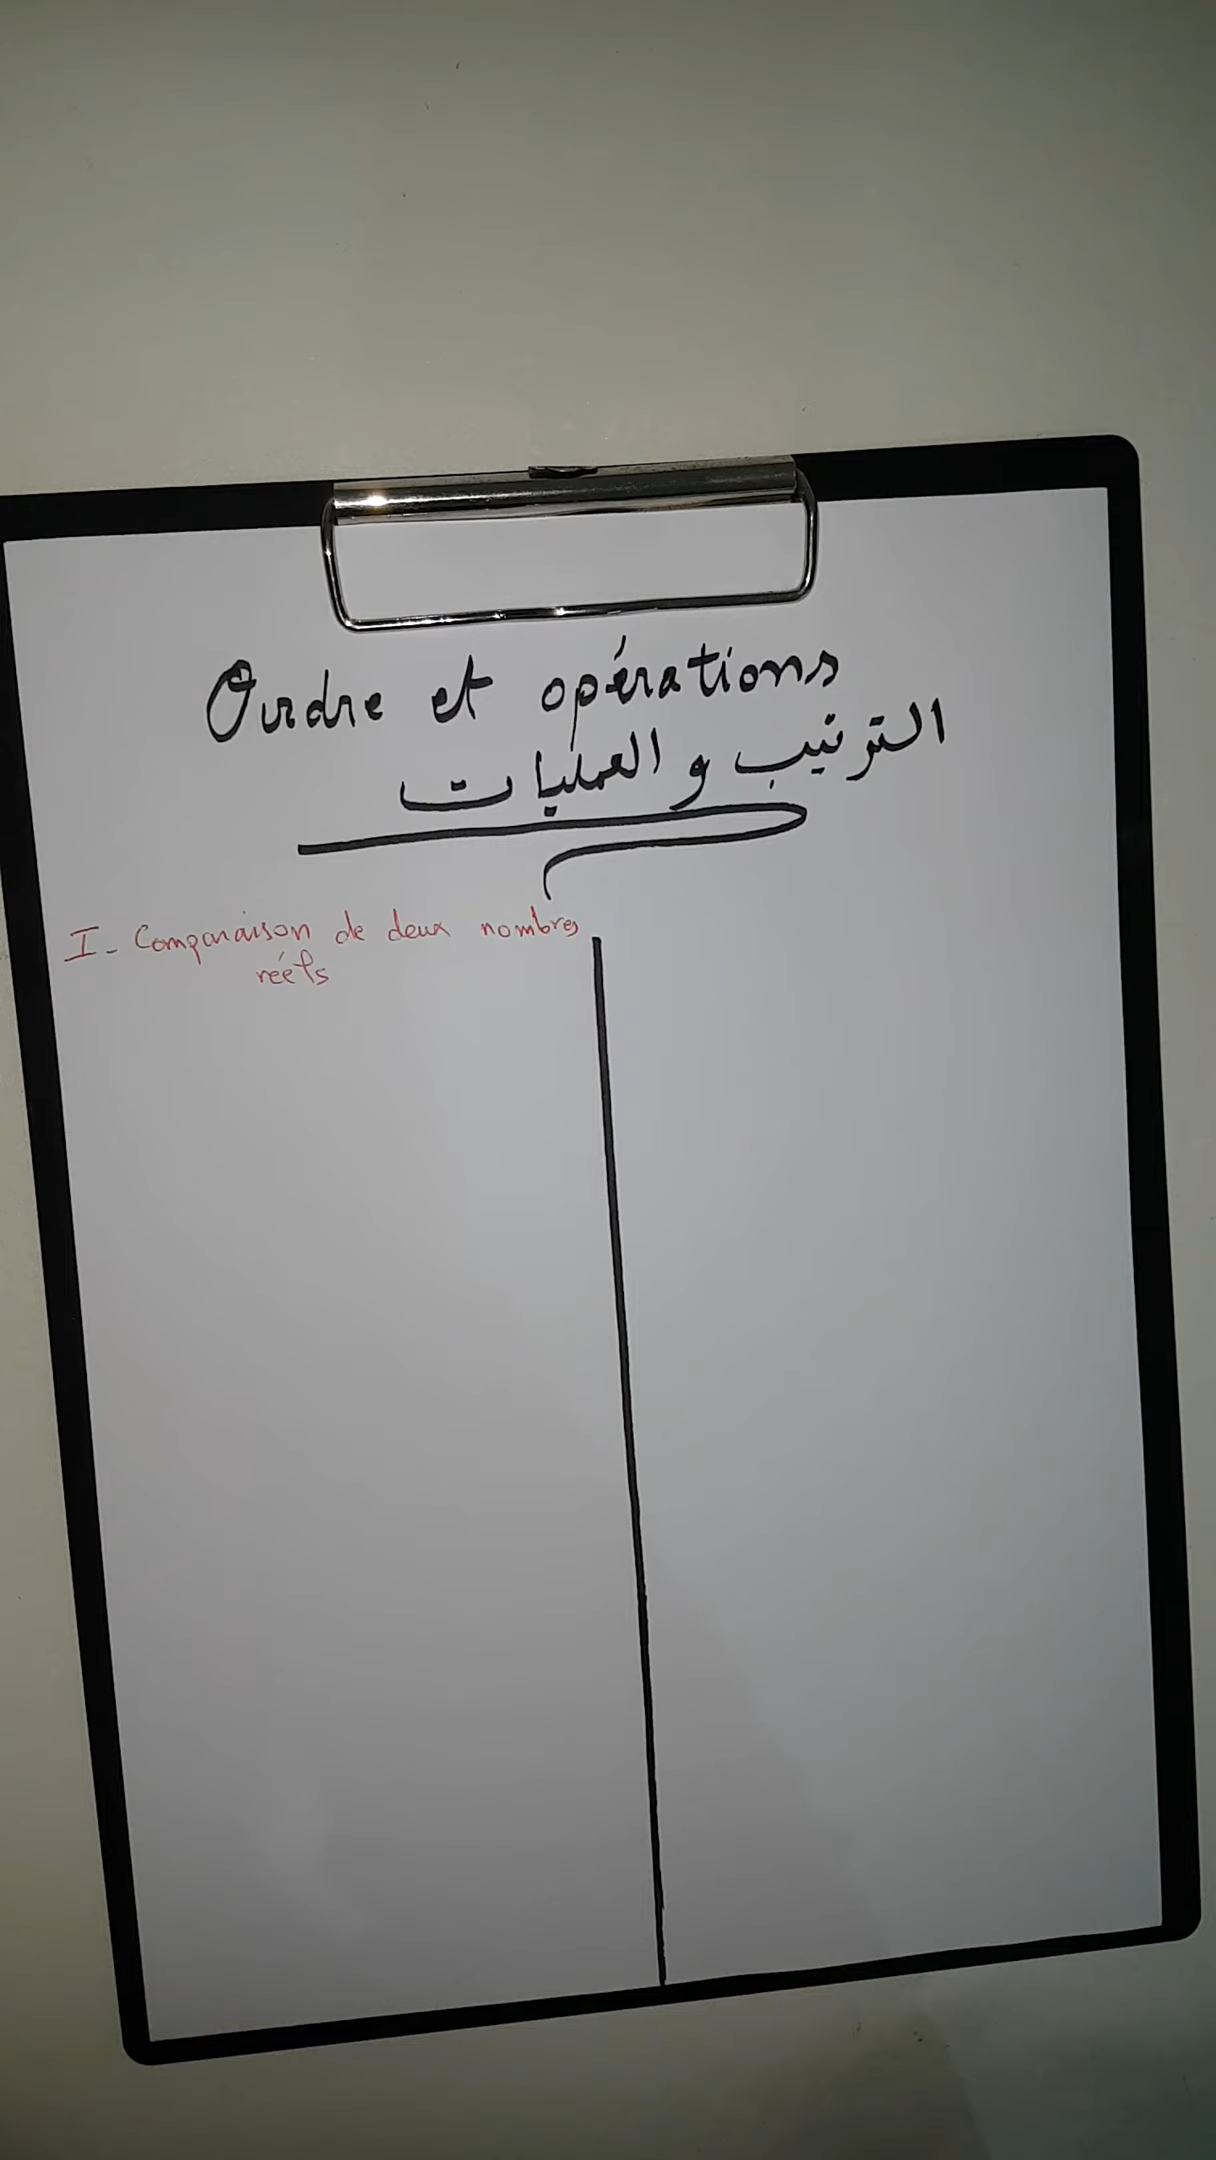 Ordre et opérations
الترتيب و العمليات
I - Comparaison de deux nombres
réels